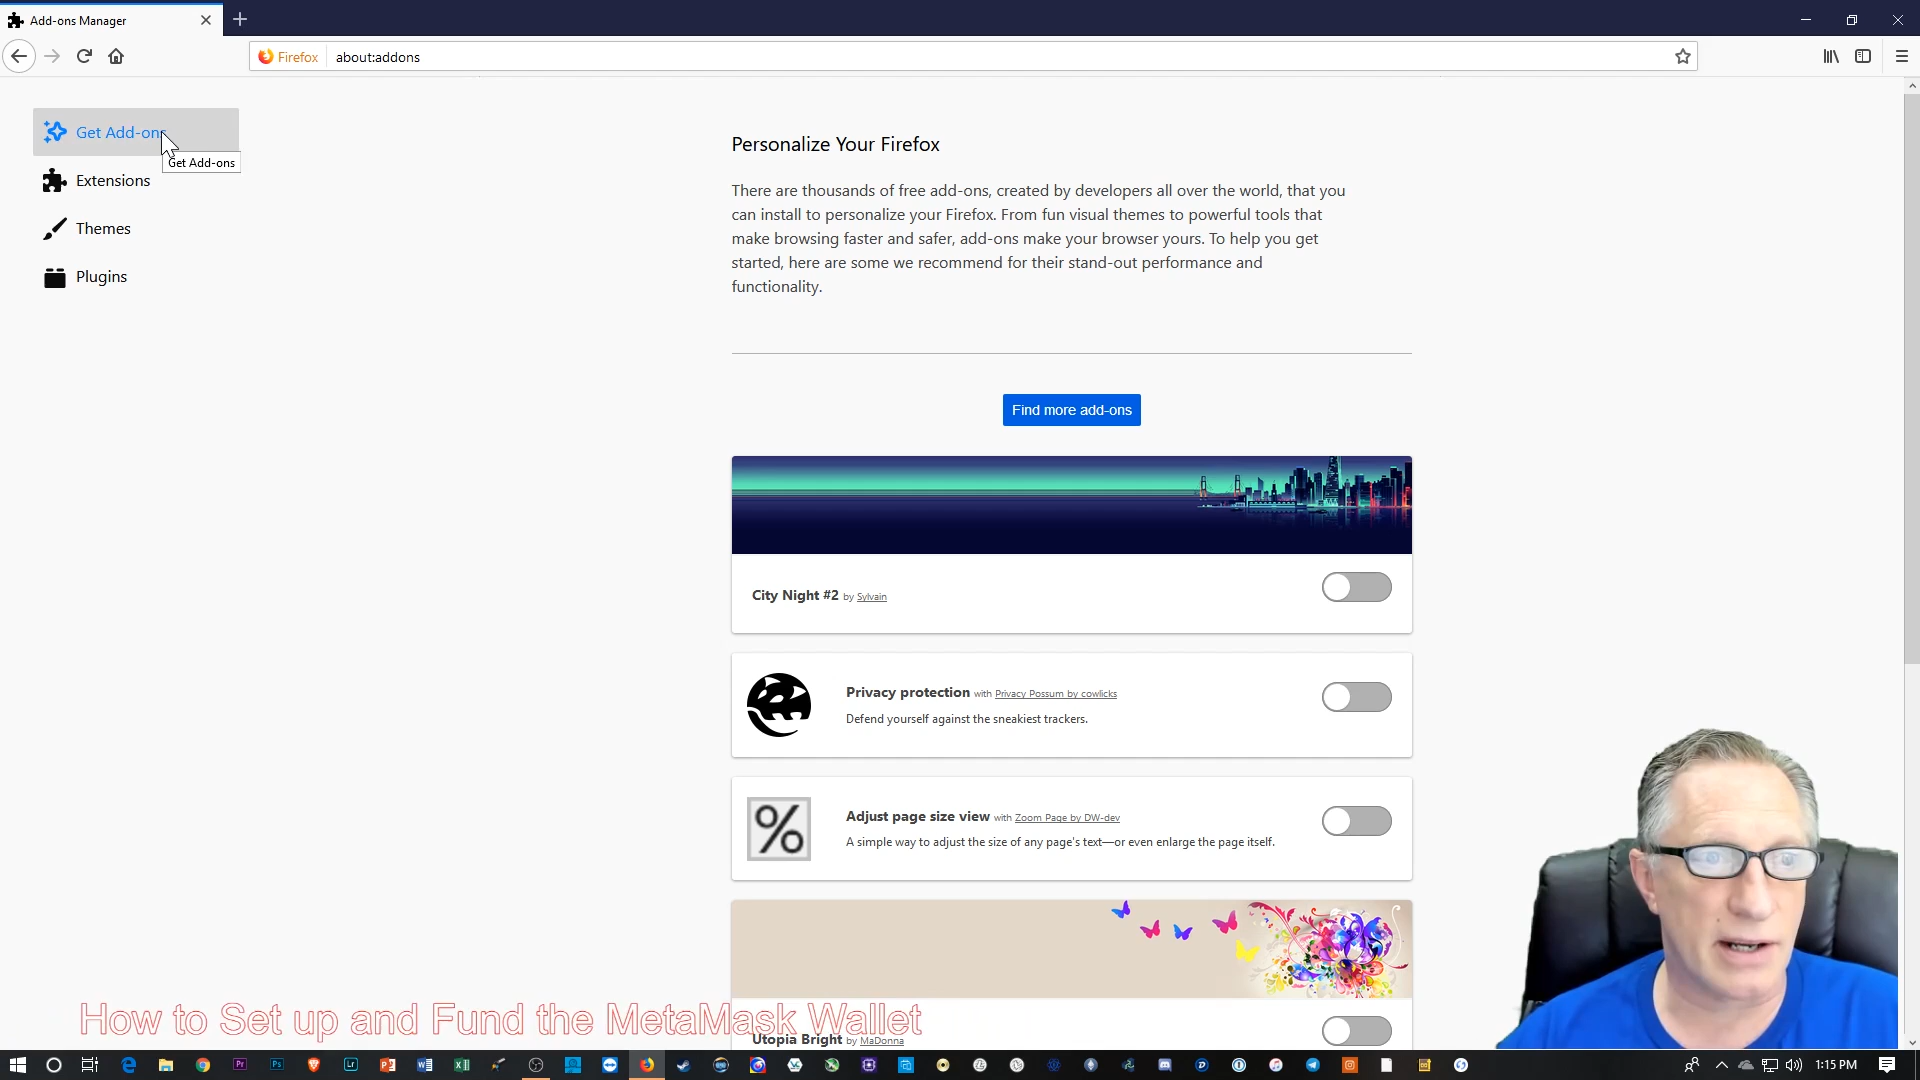 Add-ons Manager
Firefox
about:addons
Get Add-ons
Get Add-ons
Extensions
Themes
Plugins
Personalize Your Firefox
There are thousands of free add-ons, created by developers all over the world, that you
can install to personalize your Firefox. From fun visual themes to powerful tools that
make browsing faster and safer, add-ons make your browser yours. To help you get
started, here are some we recommend for their stand-out performance and
functionality.
Find more add-ons
City Night #2 by Sylvain
Privacy protection with Privacy Possum by cowlicks
Defend yourself against the sneakiest trackers.
%
Adjust page size view with Zoom Page by DW-dev
A simple way to adjust the size of any page's text—or even enlarge the page itself.
How to Set up and Fund the MetaMask Wallet
Utopia Bright by MaDonna
1:15 PM